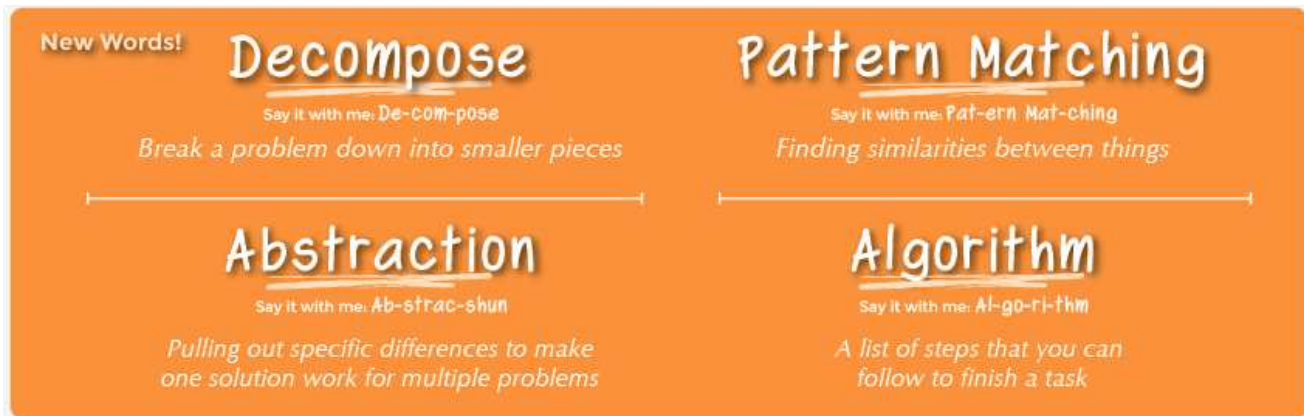 New Words!
Decompose
Say it with me: De-com-pose
Break a problem down into smaller pieces
Pattern Matching
Say it with me: Pat-ern Mat-ching
Finding similarities between things
Abstraction
Say it with me: Ab-strac-shun
Pulling out specific differences to make
one solution work for multiple problems
Algorithm
Say it with me: Al-go-ri-thm
A list of steps that you can
follow to finish a task